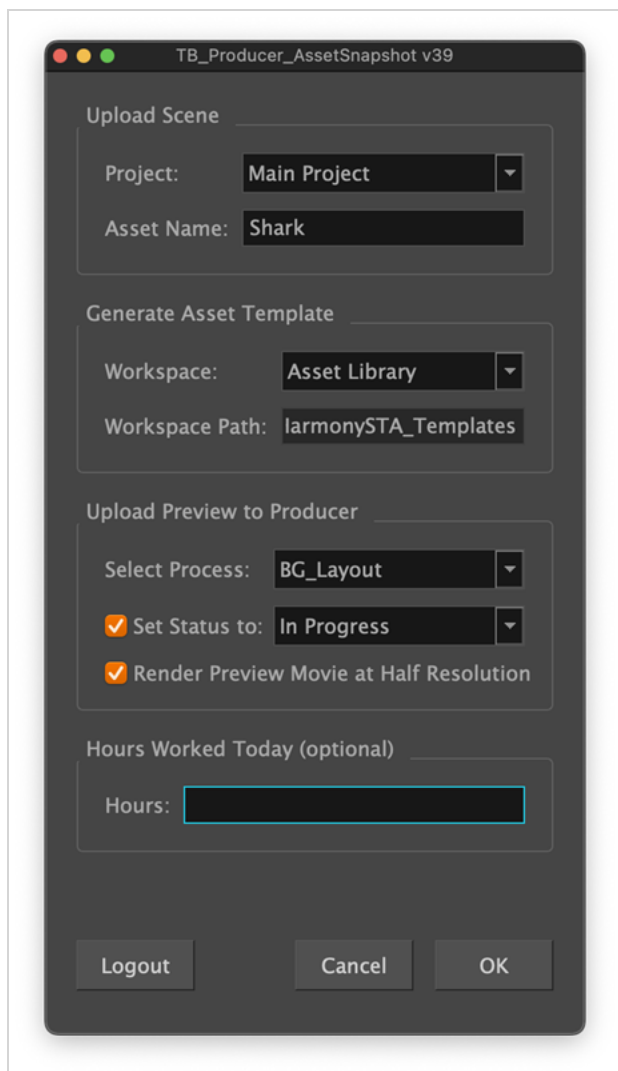 TB_Producer_AssetSnapshot v39
Upload Scene
Project: Main Project
Asset Name: Shark
Generate Asset Template
Workspace: Asset Library
Workspace Path: larmonySTA_Templates
Upload Preview to Producer
Select Process: BG_Layout
Set Status to: In Progress
Render Preview Movie at Half Resolution
Hours Worked Today (optional)
Hours:
Logout Cancel OK